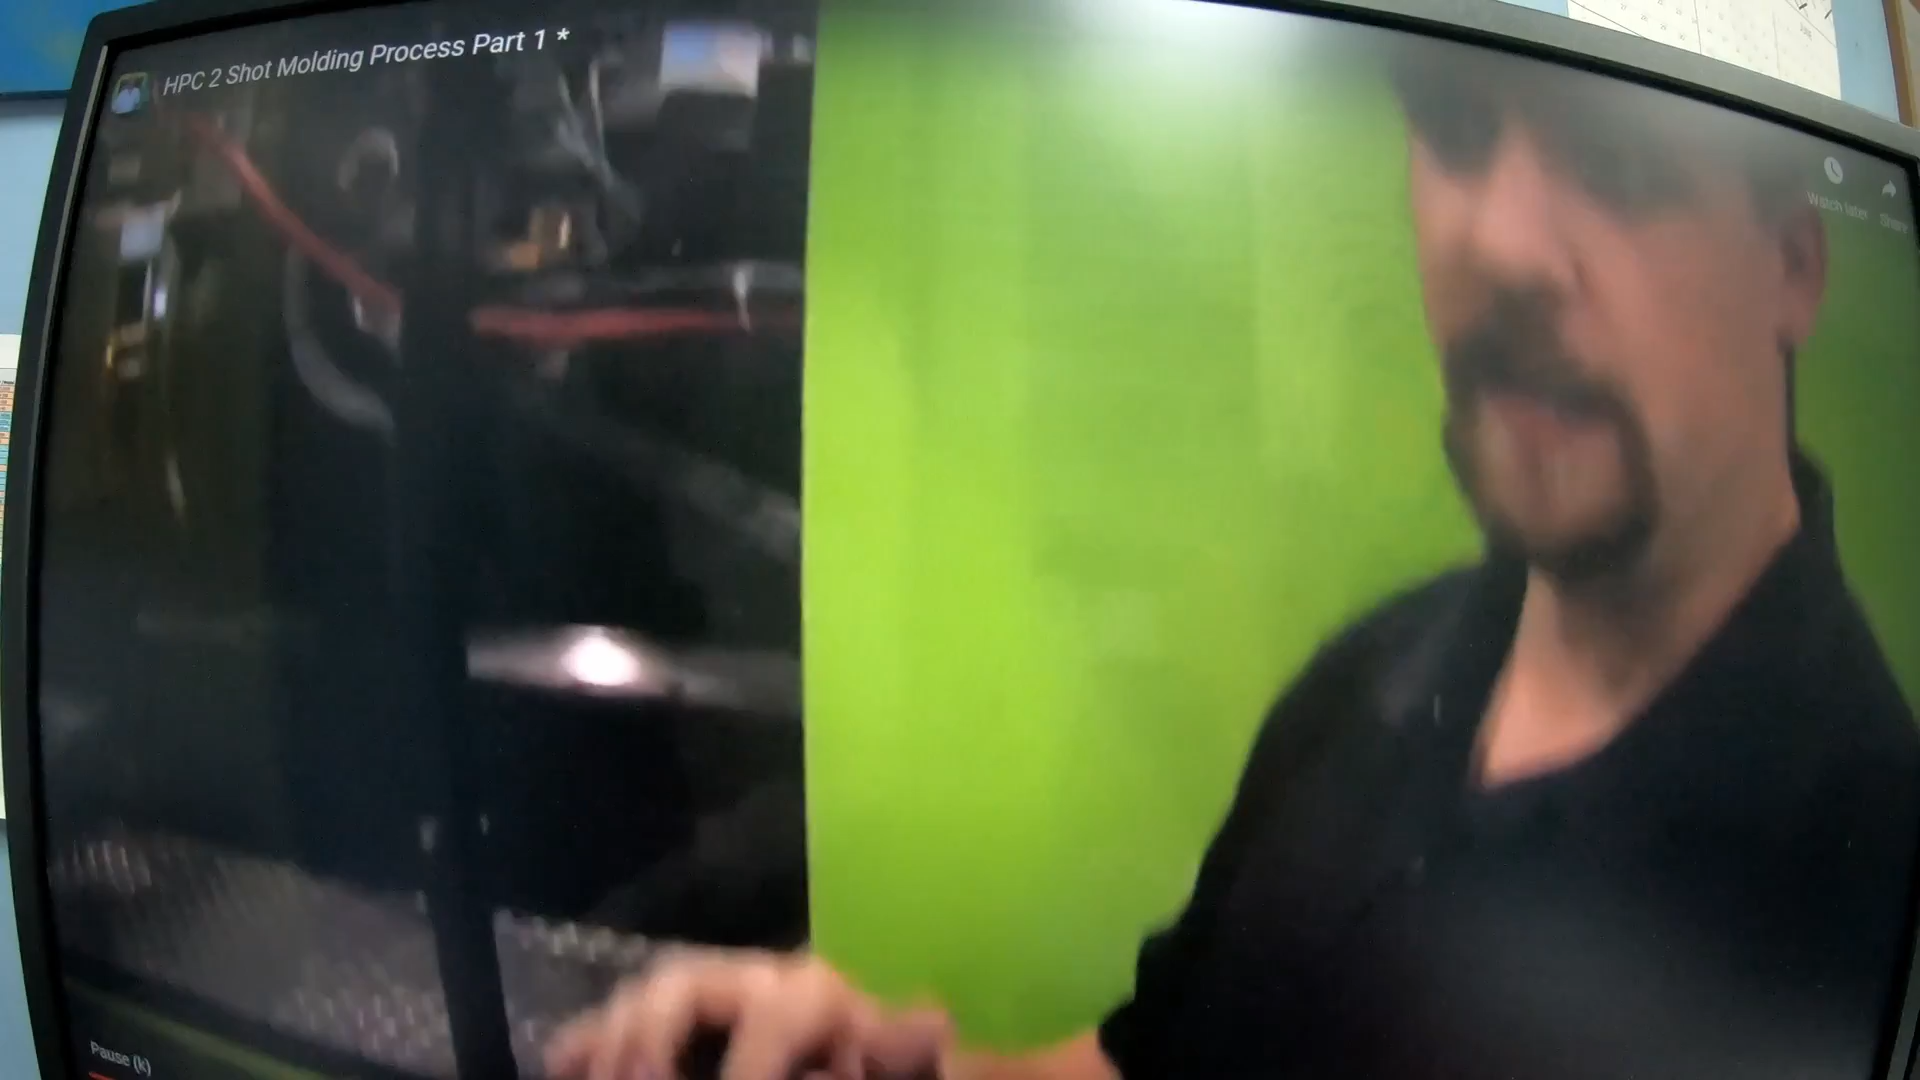 HPC 2 Shot Molding Process Part 1 *
Watch later
Share
Pause (k)